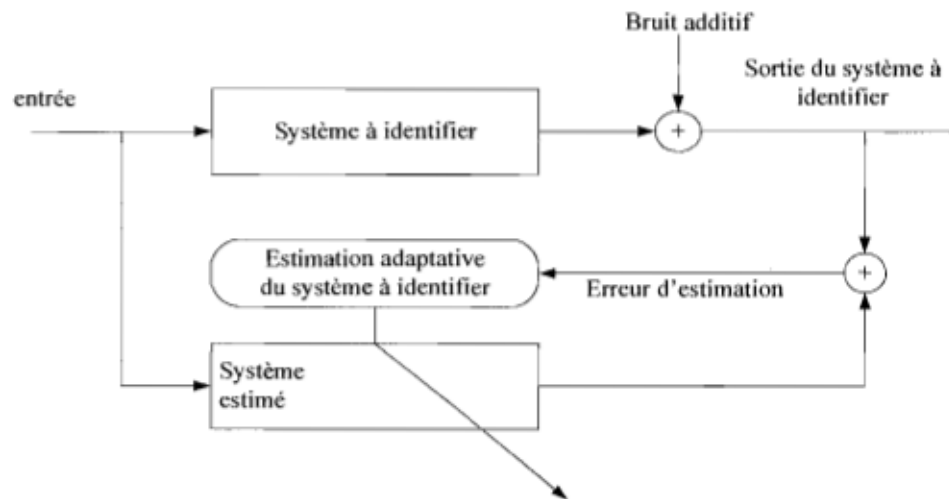 Bruit additif
Sortie du système à
identifier
entrée
Système à identifier
+
Estimation adaptative
du système à identifier
+
Erreur d'estimation
Système
estimé